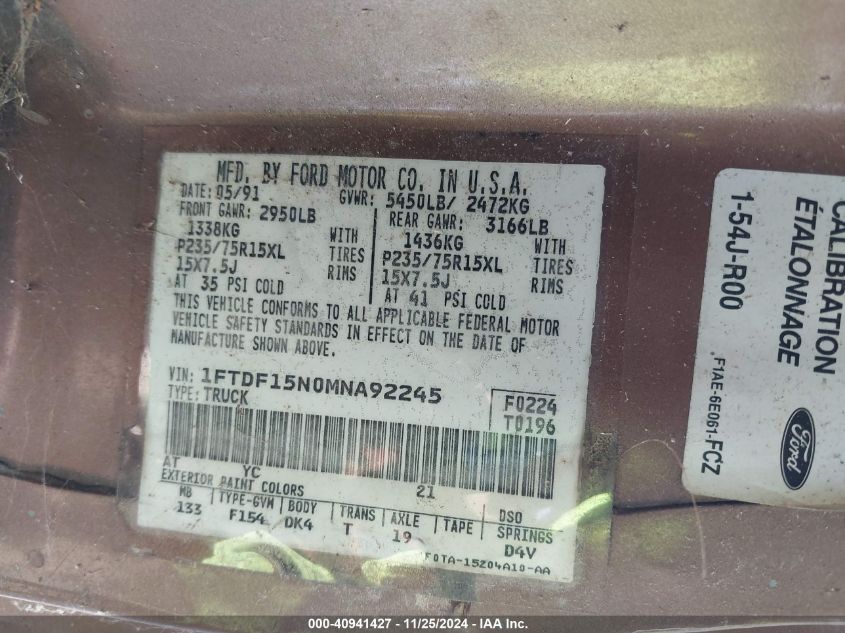 MFD. BY FORD MOTOR CO. IN U.S.A.
DATE: 05/91 GVWR: 5450LB/ 2472KG
FRONT GAWR: 2950LB REAR GAWR: 3166LB
1338KG WITH 1436KG WITH
P235/75R15XL TIRES P235/75R15XL TIRES
15X7.5J RIMS 15X7.5J RIMS
AT 35 PSI COLD AT 41 PSI COLD
THIS VEHICLE CONFORMS TO ALL APPLICABLE FEDERAL MOTOR
VEHICLE SAFETY STANDARDS IN EFFECT ON THE DATE OF
MANUFACTURE SHOWN ABOVE.
VIN: 1FTDF15N0MNA92245 F0224
TYPE: TRUCK T0196
AT YC 21
EXTERIOR PAINT COLORS DSO
WB TYPE-GVM BODY TRANS AXLE TAPE SPRINGS
133 F154 DK4 T 19 D4V
F0TA-15204A10-AA
CALIBRATION
ÉTALONNAGE
1-54J-R00
F1AE-6E061-FCZ
Ford
000-40941427 - 11/25/2024 - IAA Inc.